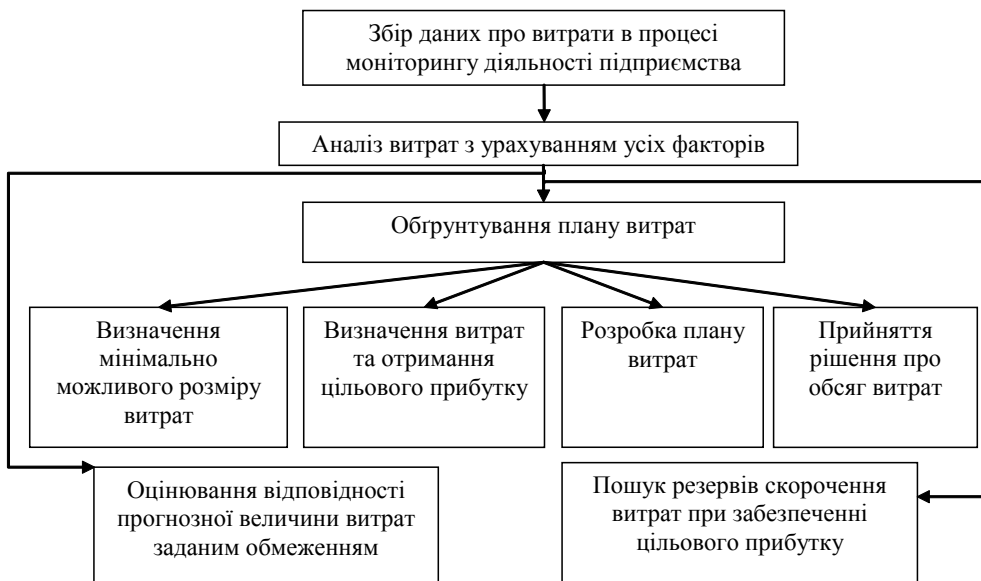 Збір даних про витрати в процесі
моніторингу діяльності підприємства
Аналіз витрат з урахуванням усіх факторів
Обґрунтування плану витрат
Визначення
мінімально
можливого розміру
витрат
Визначення витрат
та отримання
цільового прибутку
Розробка плану
витрат
Прийняття
рішення про
обсяг витрат
Оцінювання відповідності
прогнозної величини витрат
заданим обмеженням
Пошук резервів скорочення
витрат при забезпеченні
цільового прибутку